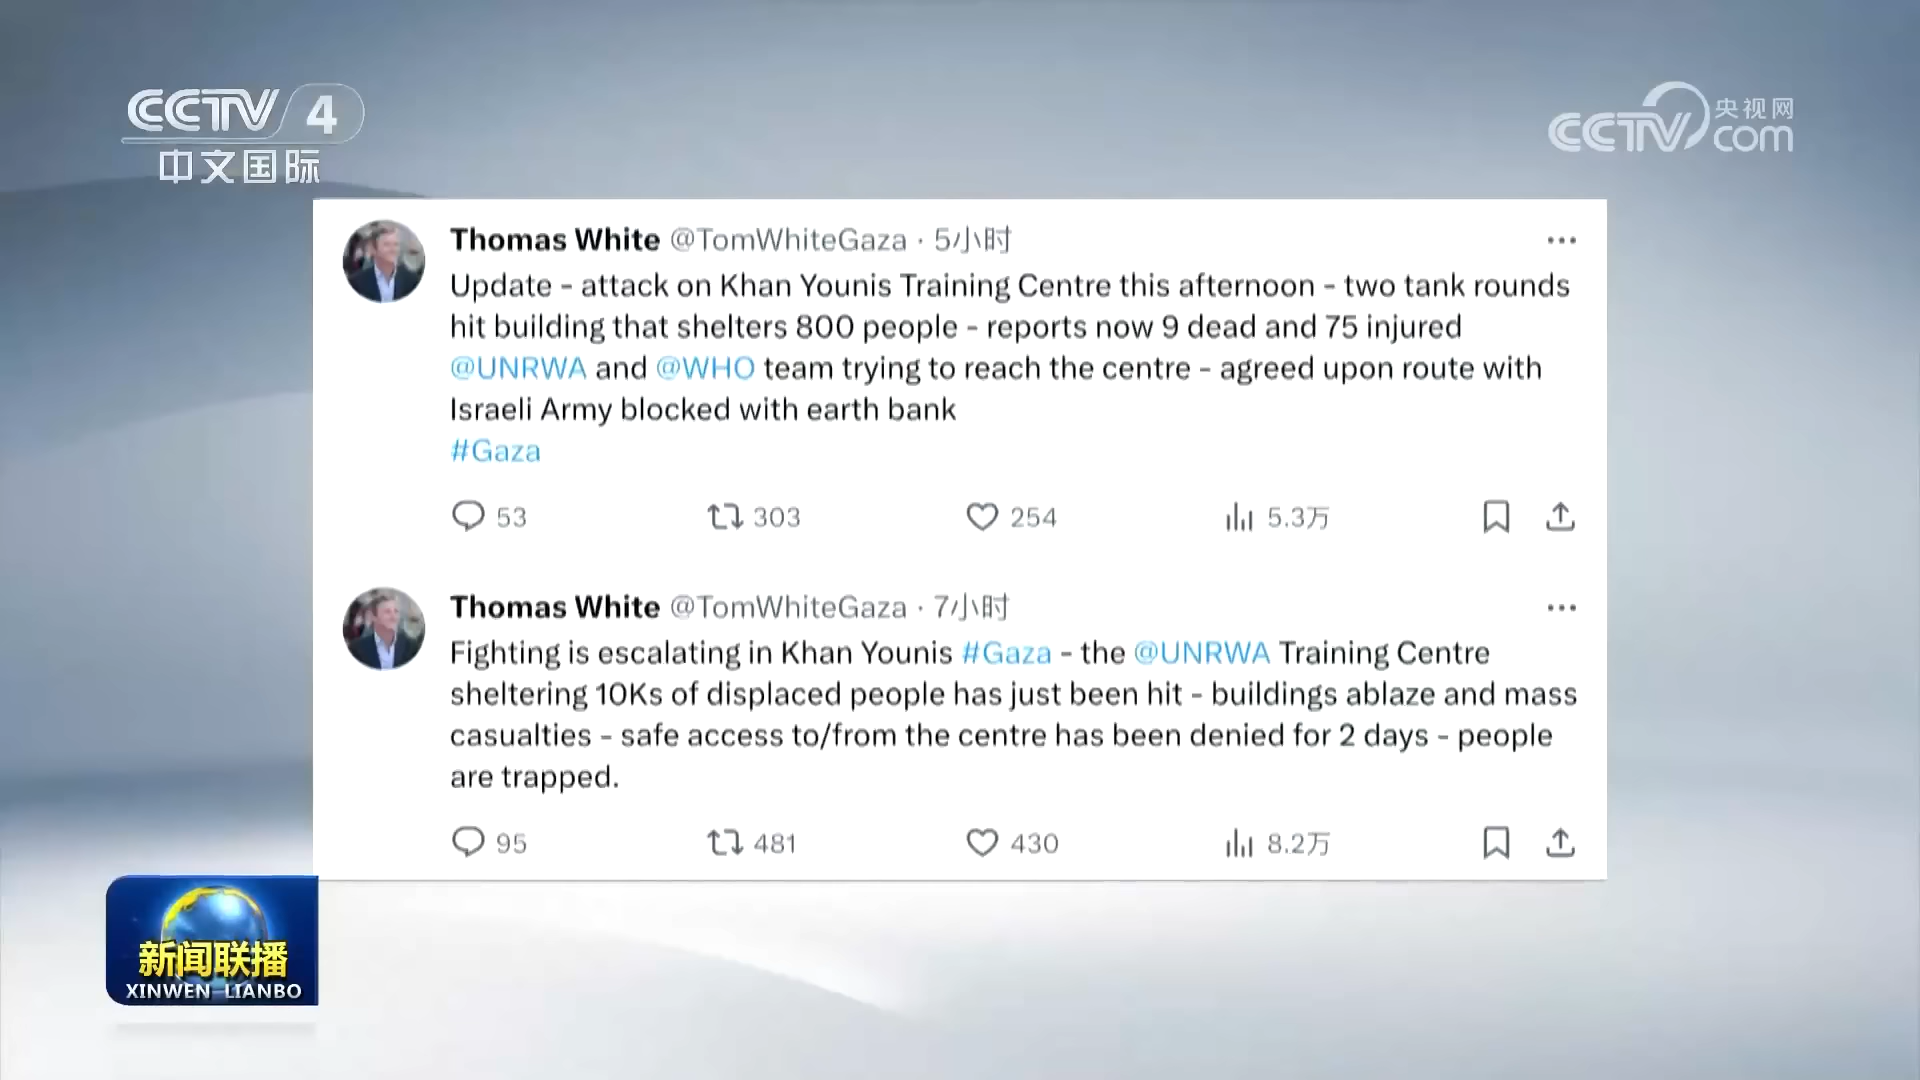 CCTV 4
中文国际
央视网
CCTV com
Thomas White @TomWhiteGaza · 5小时
Update - attack on Khan Younis Training Centre this afternoon - two tank rounds
hit building that shelters 800 people - reports now 9 dead and 75 injured
@UNRWA and @WHO team trying to reach the centre - agreed upon route with
Israeli Army blocked with earth bank
#Gaza
53 303 254 5.3万
Thomas White @TomWhiteGaza · 7小时
Fighting is escalating in Khan Younis #Gaza - the @UNRWA Training Centre
sheltering 10Ks of displaced people has just been hit - buildings ablaze and mass
casualties - safe access to/from the centre has been denied for 2 days - people
are trapped.
95 481 430 8.2万
新闻联播
XINWEN LIANBO